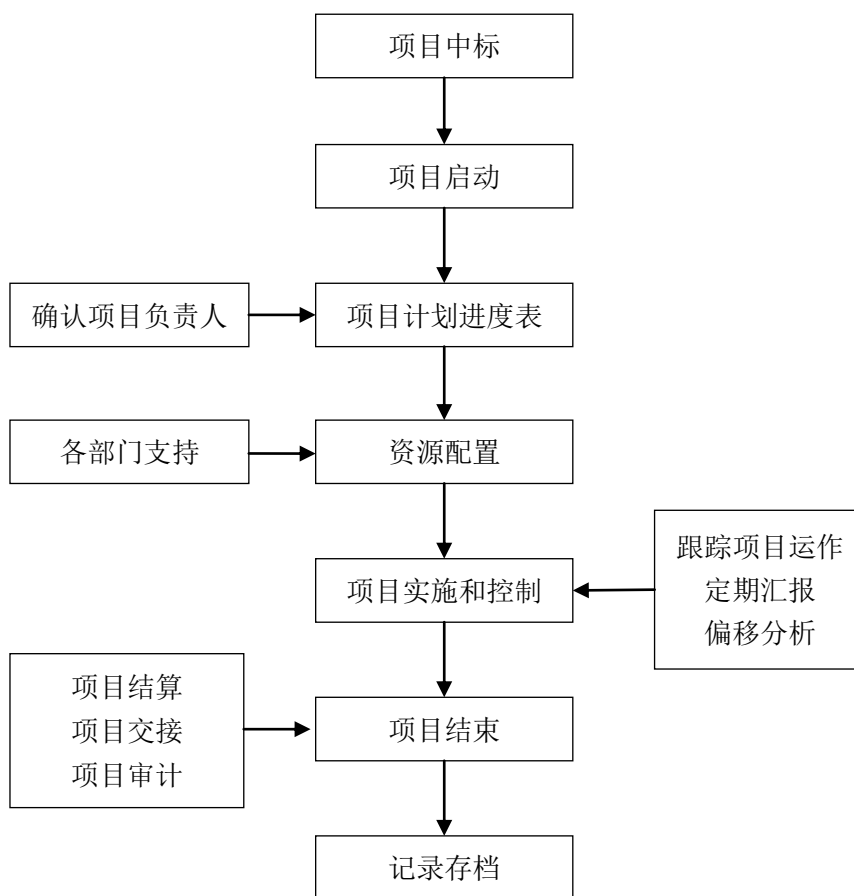 项目中标
项目启动
确认项目负责人
项目计划进度表
各部门支持
资源配置
项目实施和控制
跟踪项目运作
定期汇报
偏移分析
项目结算
项目交接
项目审计
项目结束
记录存档